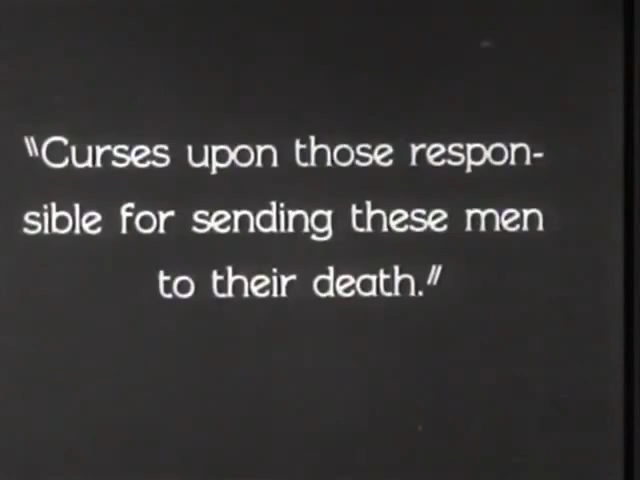 "Curses upon those respon-
sible for sending these men
to their death."